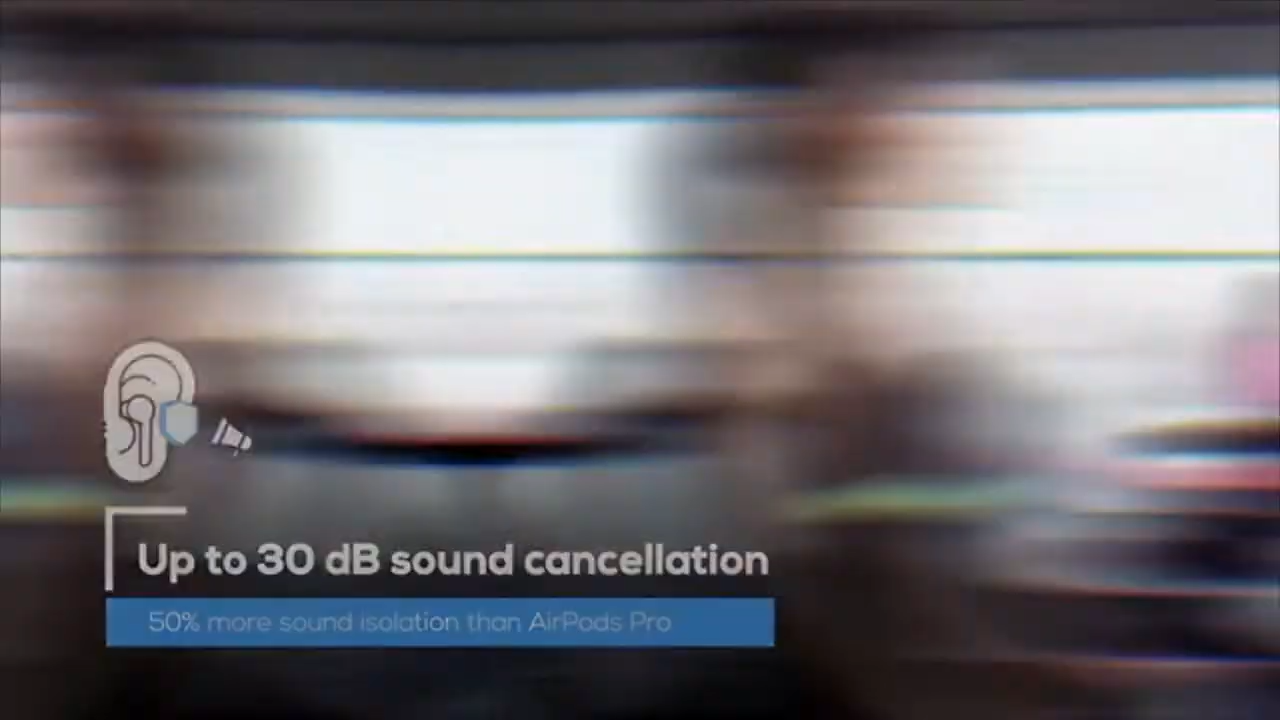 Up to 30 dB sound cancellation
50% more sound isolation than AirPods Pro